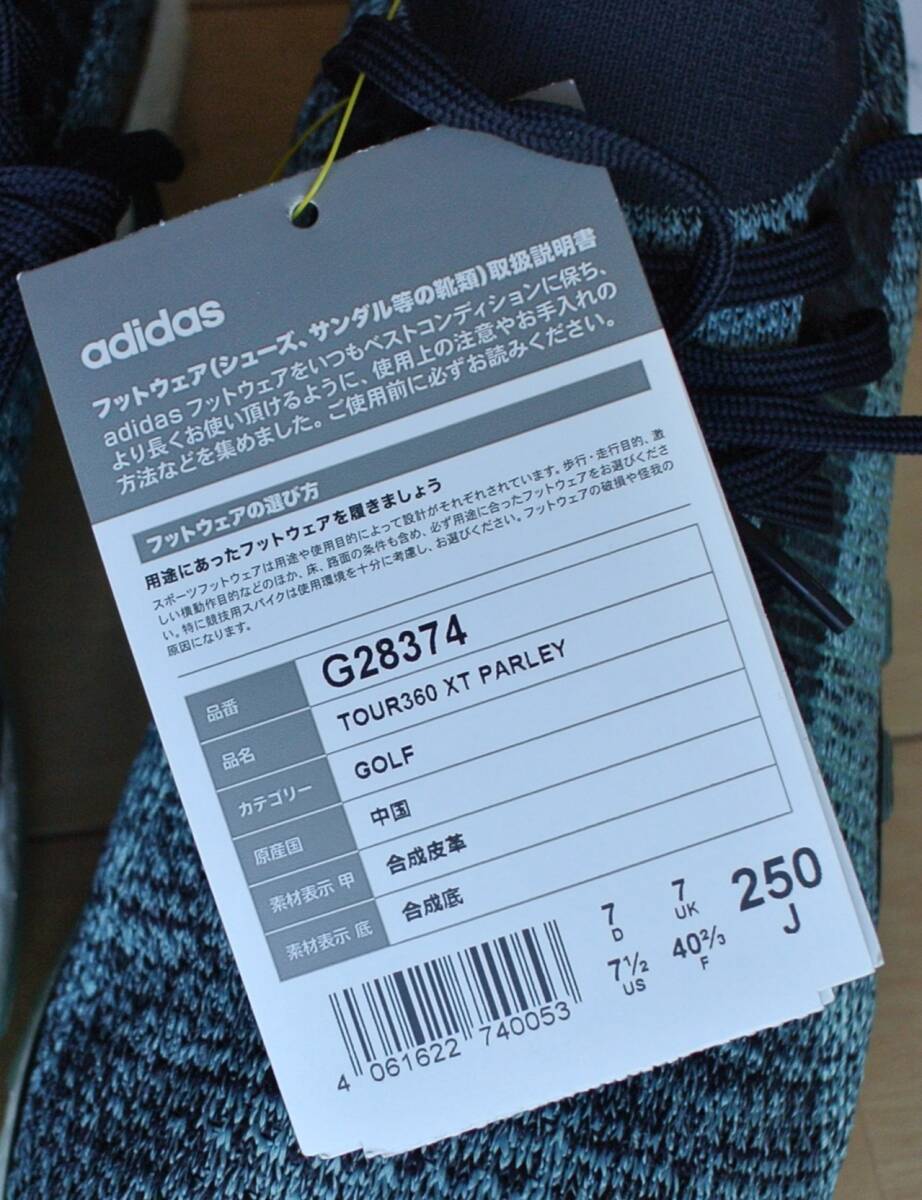 adidas
フットウェア(シューズ、サンダル等の靴類)取扱説明書
adidas フットウェアをいつもベストコンディションに保ち、
より長くお使い頂けるように、使用上の注意やお手入れの
方法などを集めました。ご使用前に必ずお読みください。
フットウェアの選び方
用途にあったフットウェアを履きましょう
スポーツフットウェアは用途や使用目的によって設計がそれぞれされています。歩行・走行目的、激
しい横動作目的などのほか、床、路面の条件も含め、必ず用途に合ったフットウェアをお選びくださ
い。特に競技用スパイクは使用環境を十分に考慮し、お選びください。フットウェアの破損や怪我の
原因になります。
品番 G28374
品名 TOUR360 XT PARLEY
カテゴリー GOLF
原産国 中国
素材表示 甲 合成皮革
素材表示 底 合成底
7 7 250
D UK J
7½ 40⅔
US F
4 061622 740053